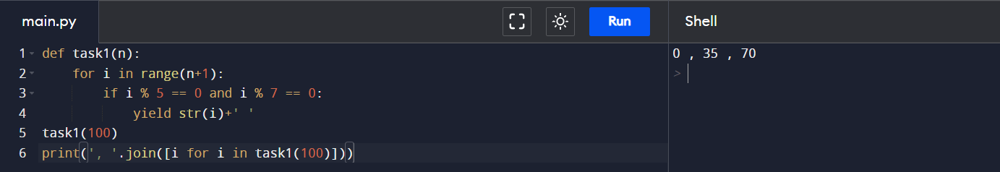 main.py Run Shell
1 def task1(n):
2     for i in range(n+1):
3         if i % 5 == 0 and i % 7 == 0:
4             yield str(i)+' '
5 task1(100)
6 print(', '.join([i for i in task1(100)]))
0 , 35 , 70
>